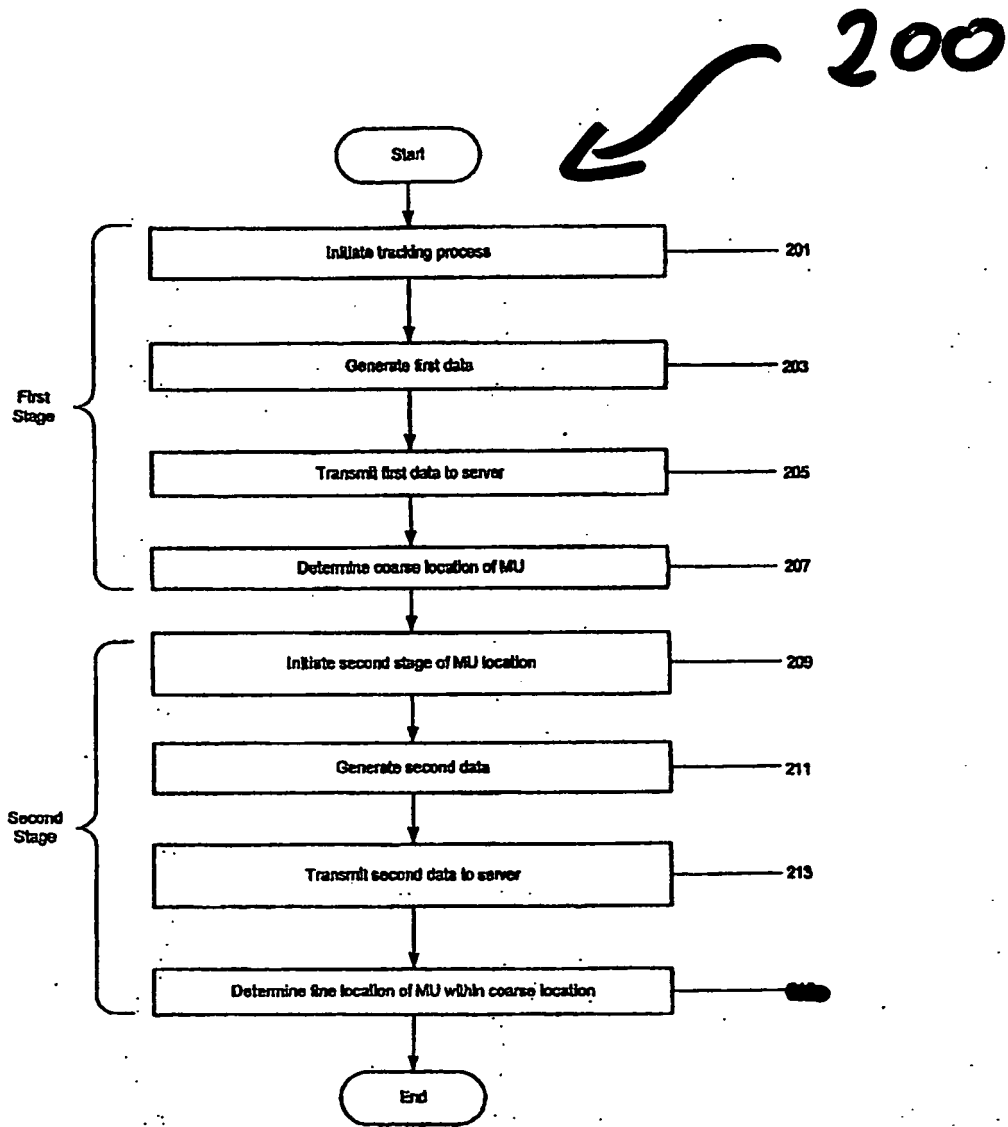 200
Start
Initiate tracking process
201
Generate first data
203
First
Stage
Transmit first data to server
205
Determine coarse location of MU
207
Initiate second stage of MU location
209
Generate second data
211
Second
Stage
Transmit second data to server
213
Determine fine location of MU within coarse location
End